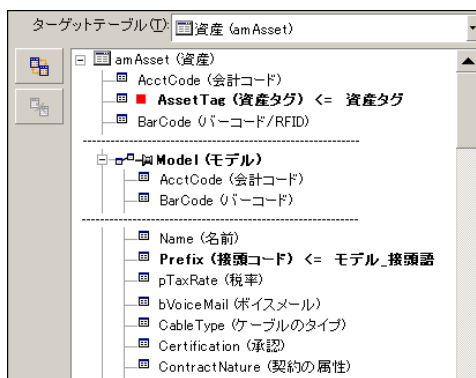 ターゲットテーブル(T): 資産 (amAsset)
amAsset (資産)
AcctCode (会計コード)
AssetTag (資産タグ) <= 資産タグ
BarCode (バーコード/RFID)
Model (モデル)
AcctCode (会計コード)
BarCode (バーコード)
Name (名前)
Prefix (接頭コード) <= モデル_接頭語
pTaxRate (税率)
bVoiceMail (ボイスメール)
CableType (ケーブルのタイプ)
Certification (承認)
ContractNature (契約の属性)